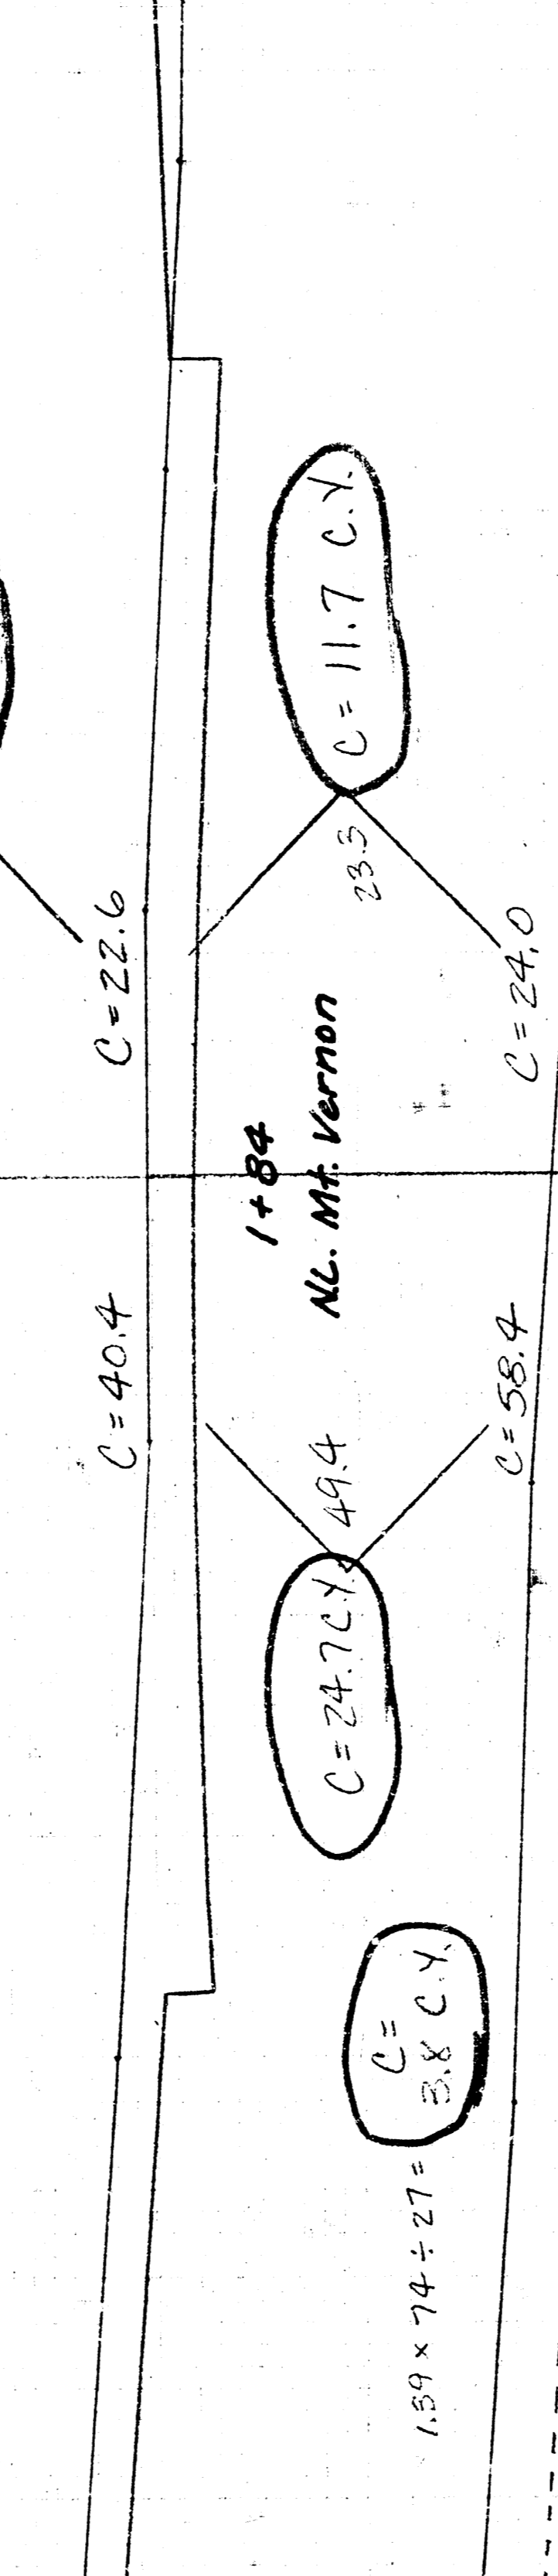 C = 40.4
C = 22.6
1+84
NL. Mt. Vernon
C = 24.7 C.Y.
49.4
23.3
C = 11.7 C.Y.
C =
1.39 x 74 ÷ 27 = 3.8 C.Y.
C = 58.4
C = 24.0